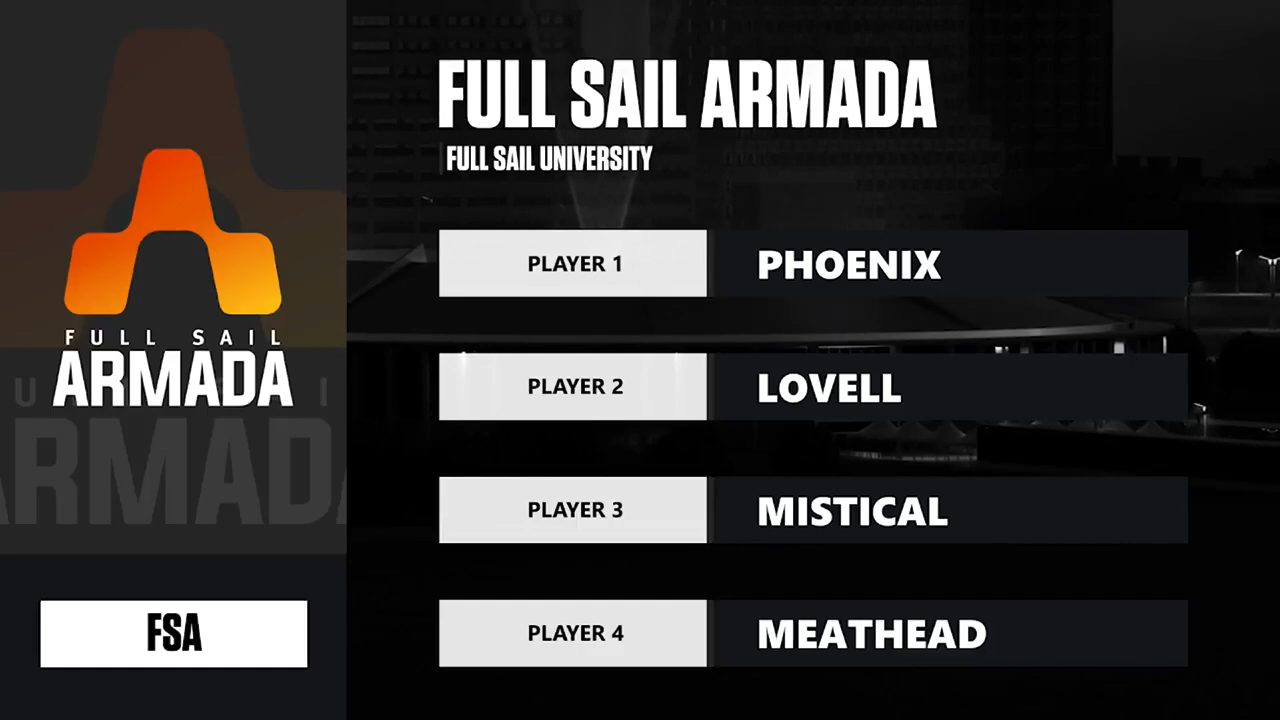 FULL SAIL ARMADA
FULL SAIL UNIVERSITY
FULL SAIL
ARMADA
FSA
PLAYER 1 PHOENIX
PLAYER 2 LOVELL
PLAYER 3 MISTICAL
PLAYER 4 MEATHEAD